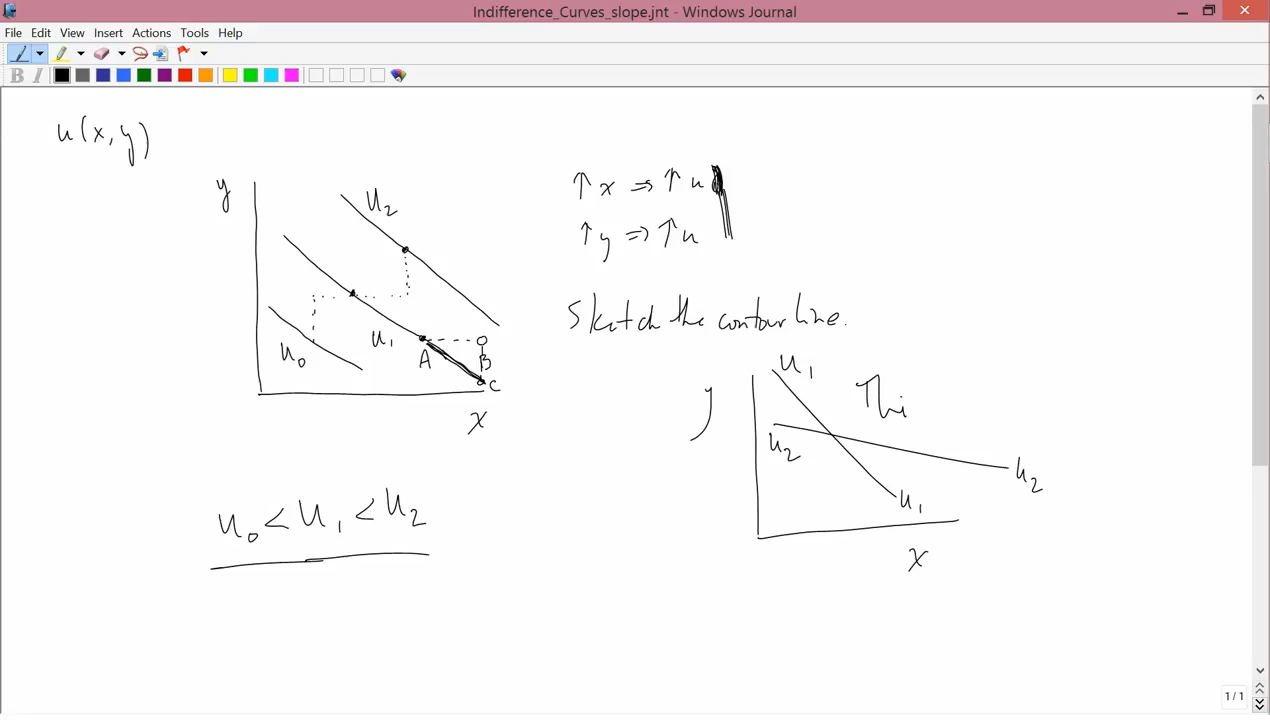 Indifference_Curves_slope.jnt - Windows Journal
File Edit View Insert Actions Tools Help
B I
u(x, y)
↑ x ⇒ ↑ u
y
U₂
↑ y ⇒ ↑ u
Sketch the contour line.
u₀
U₁
A
B
C
x
y
U₁
Thi
u₂
u₂
u₁
x
u₀ < U₁ < U₂
1 / 1